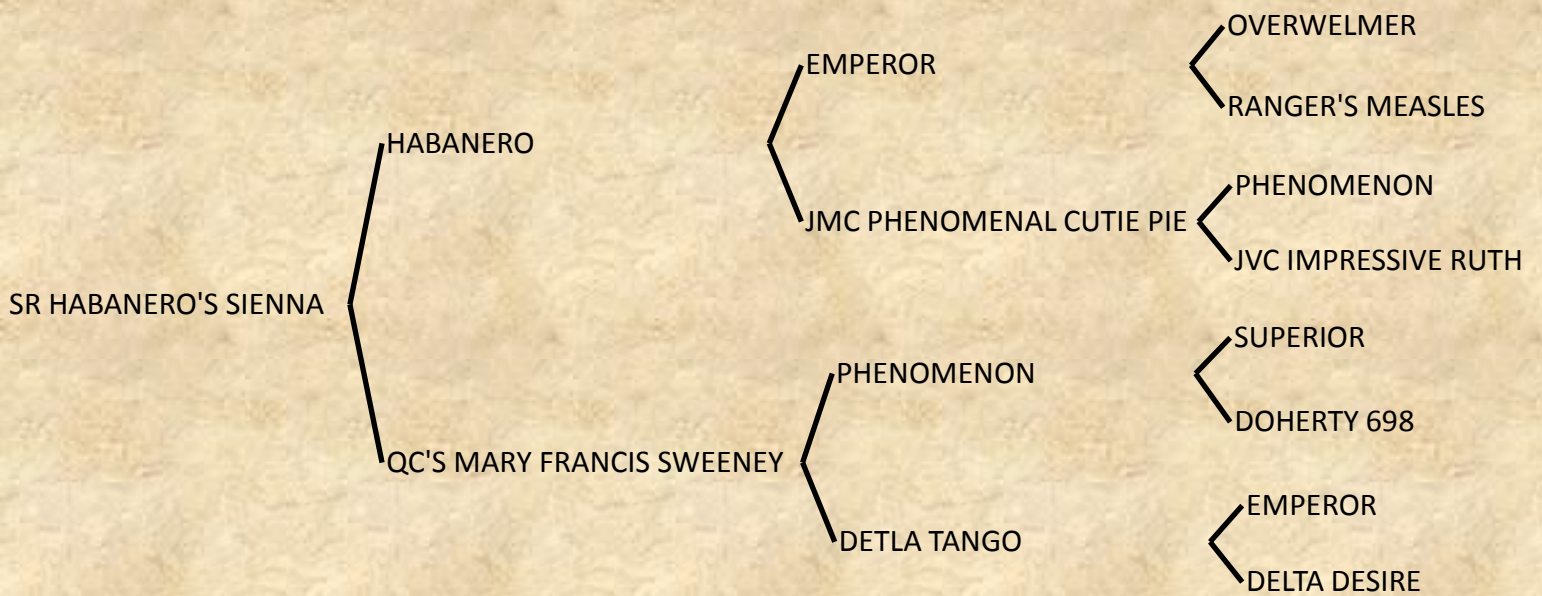 OVERWELMER
EMPEROR
RANGER'S MEASLES
HABANERO
PHENOMENON
JMC PHENOMENAL CUTIE PIE
JVC IMPRESSIVE RUTH
SR HABANERO'S SIENNA
SUPERIOR
PHENOMENON
DOHERTY 698
QC'S MARY FRANCIS SWEENEY
EMPEROR
DETLA TANGO
DELTA DESIRE